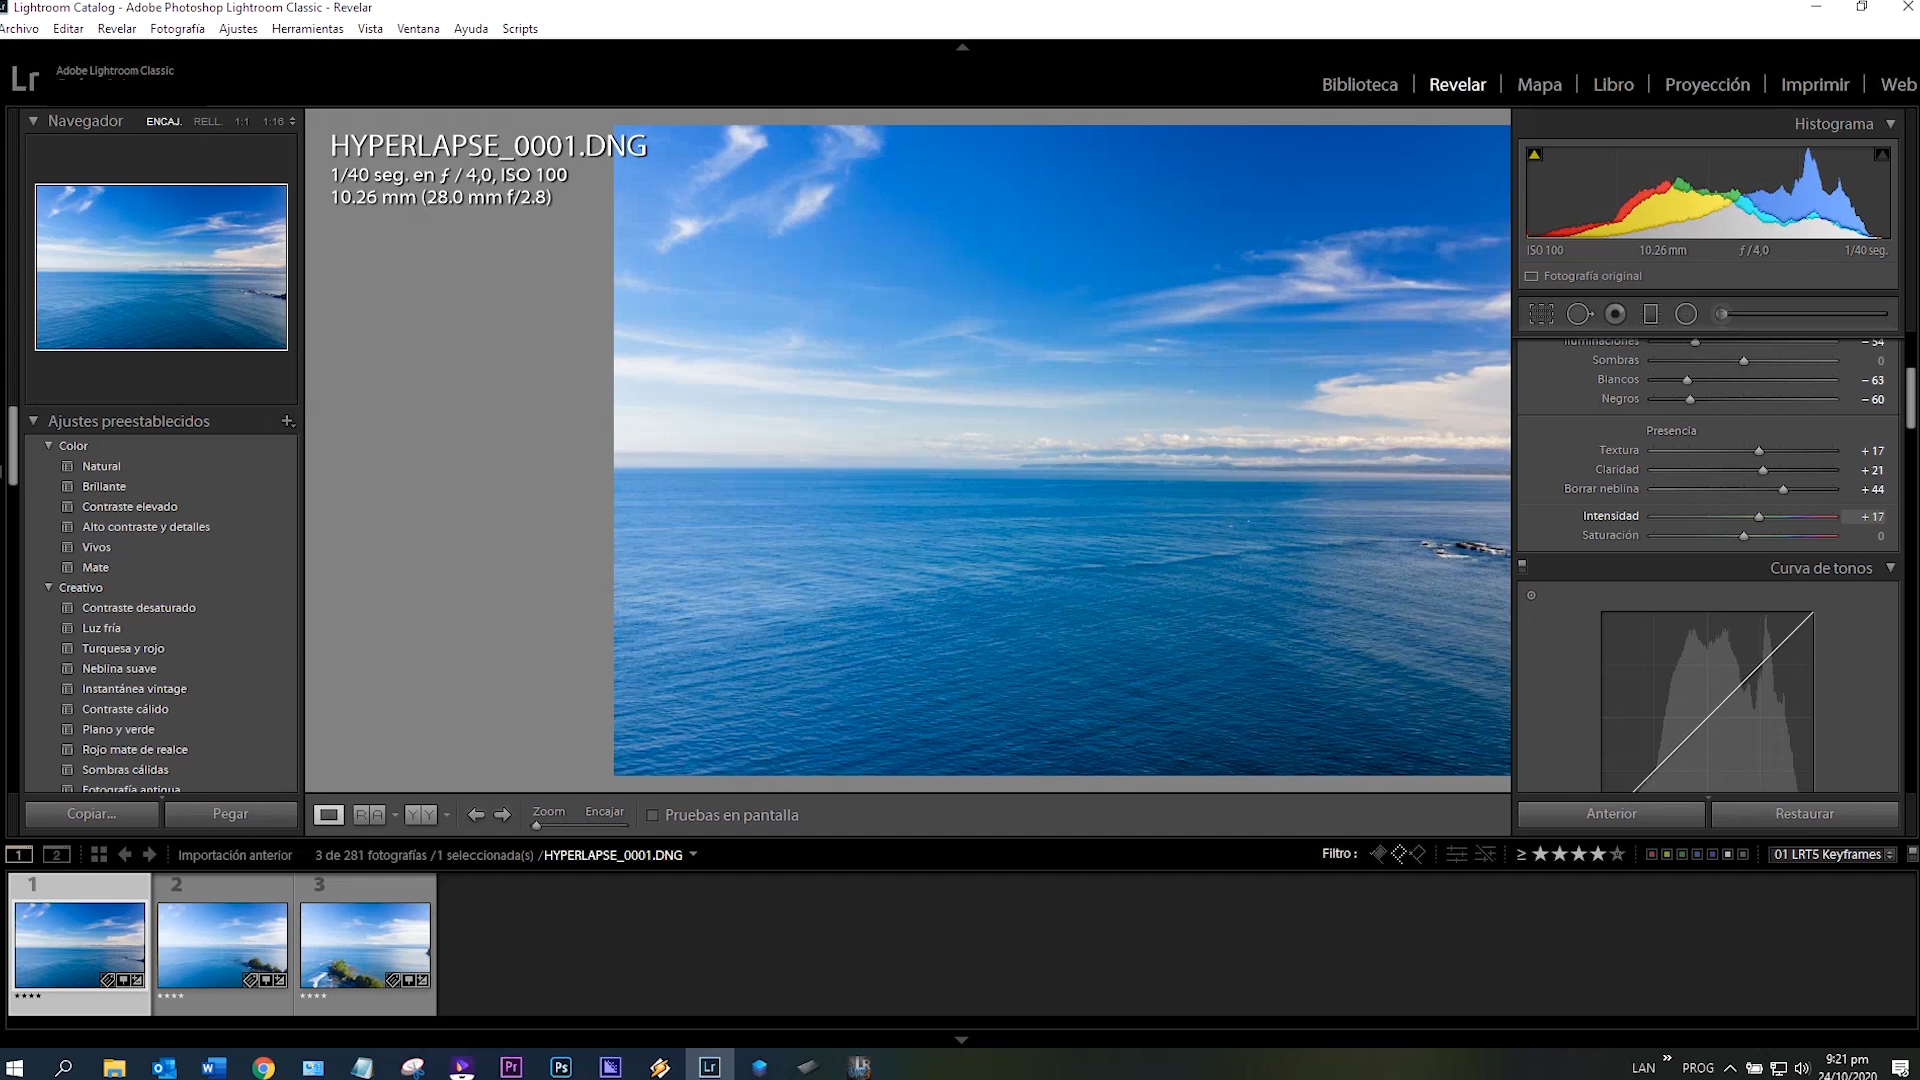 Lightroom Catalog - Adobe Photoshop Lightroom Classic - Revelar
Archivo Editar Revelar Fotografía Ajustes Herramientas Vista Ventana Ayuda Scripts
Lr Adobe Lightroom Classic
Biblioteca | Revelar | Mapa | Libro | Proyección | Imprimir | Web
Navegador ENCAJ. RELL. 1:1 1:16
HYPERLAPSE_0001.DNG
1/40 seg. en ƒ / 4,0, ISO 100
10.26 mm (28.0 mm f/2.8)
Histograma
ISO 100 10.26 mm ƒ / 4,0 1/40 seg.
Fotografía original
Iluminaciones - 54
Sombras 0
Blancos - 63
Negros - 60
Presencia
Textura + 17
Claridad + 21
Borrar neblina + 44
Intensidad + 17
Saturación 0
Curva de tonos
Ajustes preestablecidos
Color
Natural
Brillante
Contraste elevado
Alto contraste y detalles
Vivos
Mate
Creativo
Contraste desaturado
Luz fría
Turquesa y rojo
Neblina suave
Instantánea vintage
Contraste cálido
Plano y verde
Rojo mate de realce
Sombras cálidas
Fotografía antigua
Copiar... Pegar
R A Y Y Zoom Encajar Pruebas en pantalla
Anterior Restaurar
1 2 Importación anterior 3 de 281 fotografías /1 seleccionada(s) /HYPERLAPSE_0001.DNG
Filtro : ≥ ★★★★☆ 01 LRT5 Keyframes
1 2 3
LAN PROG 9:21 pm
24/10/2020